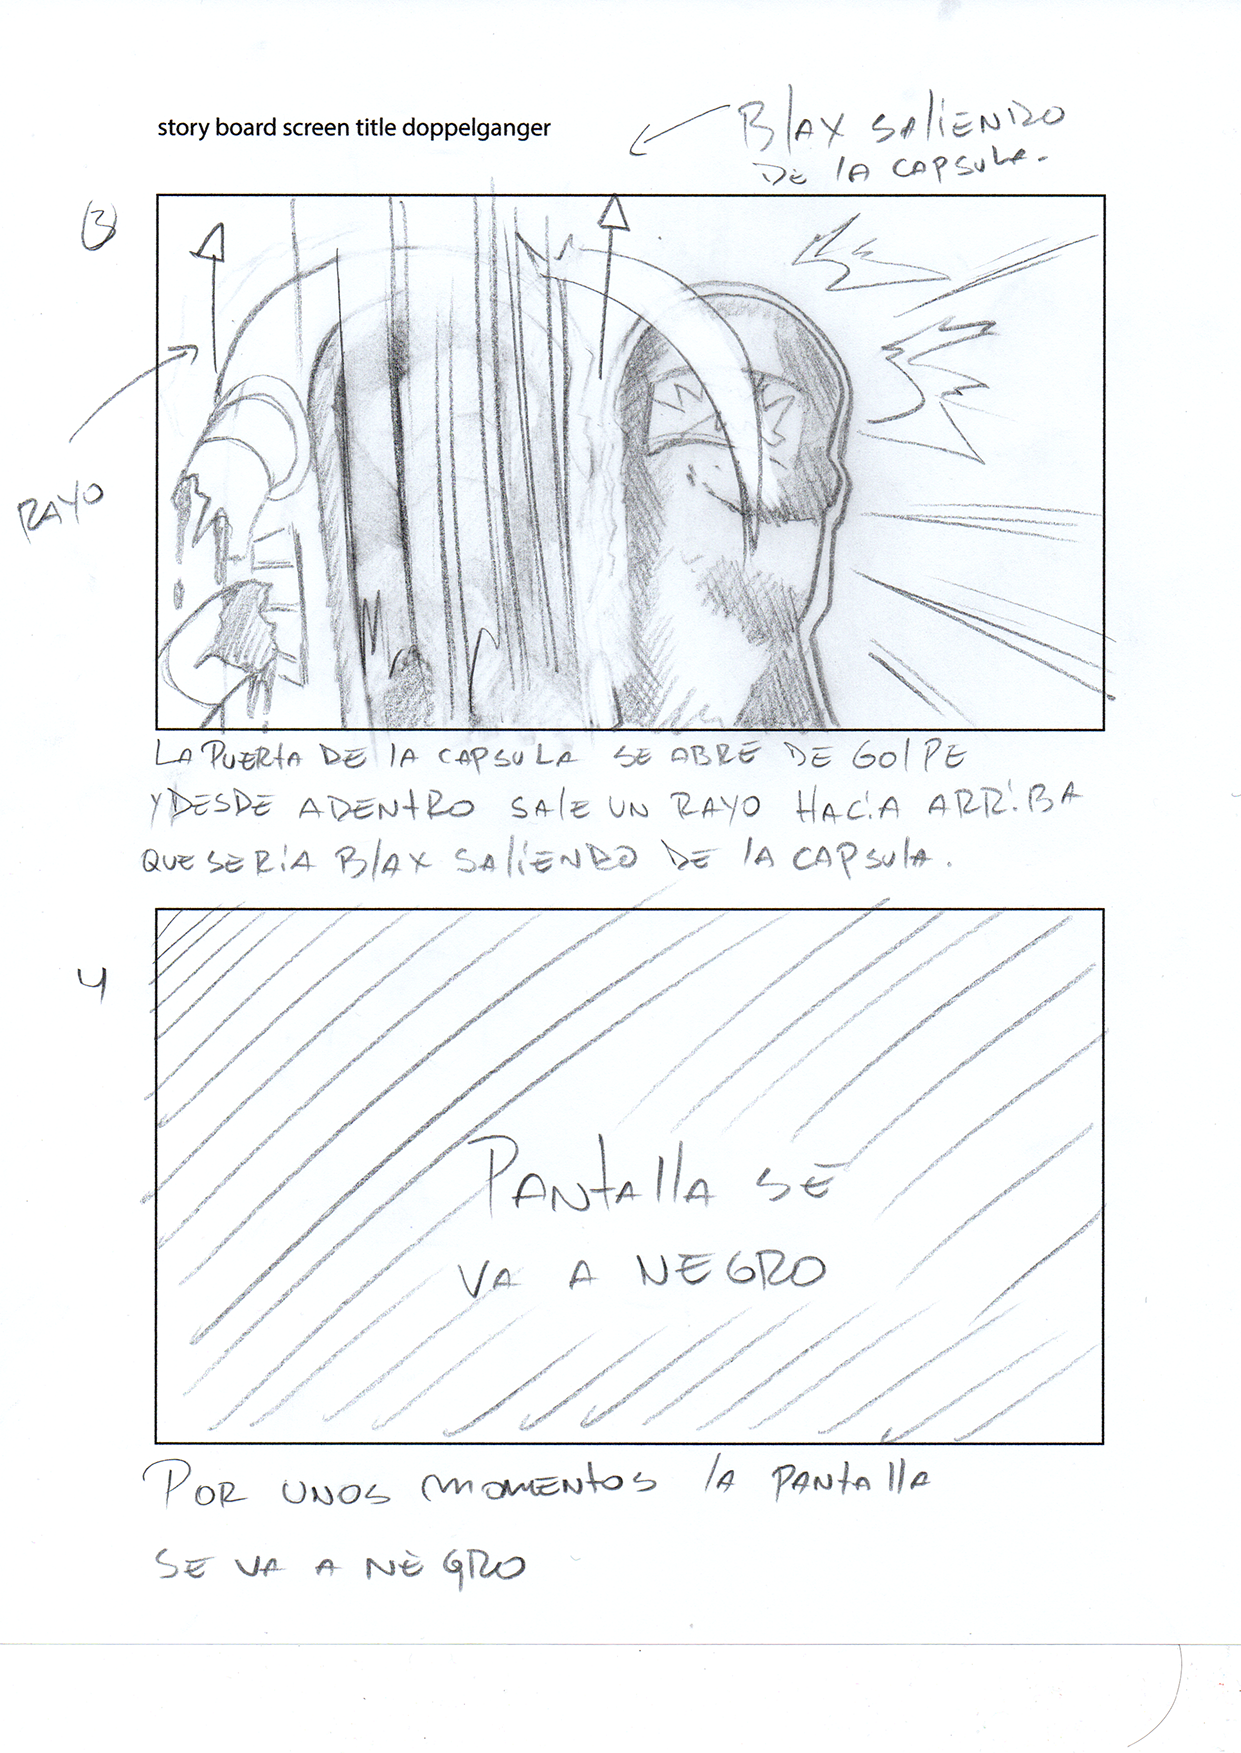 story board screen title doppelganger
Blax saliendo
de la capsula.
3
RAYO
LA PUERTA DE LA CAPSULA SE ABRE DE GOLPE
Y DESDE ADENTRO SALE UN RAYO HACIA ARRIBA
QUE SERIA BLAX SALIENDO DE LA CAPSULA.
4
PANTALLA SE
VA A NEGRO
POR UNOS MOMENTOS LA PANTALLA
SE VA A NEGRO